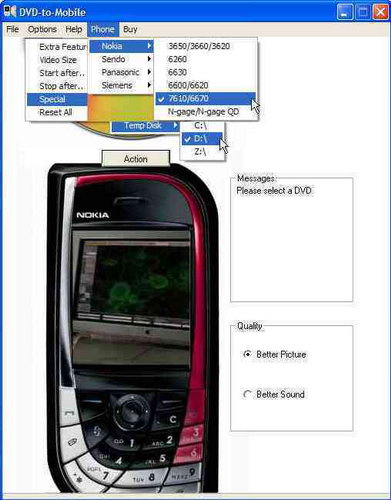 DVD-to-Mobile
File Options Help Phone Buy
Extra Featur
Video Size
Start after..
Stop after..
Special
Reset All
Nokia
Sendo
Panasonic
Siemens
3650/3660/3620
6260
6630
6600/6620
7610/6670
N-gage/N-gage QD
Temp Disk
C:\
D:\
Z:\
Action
NOKIA
Messages:
Please select a DVD
Quality
Better Picture
Better Sound